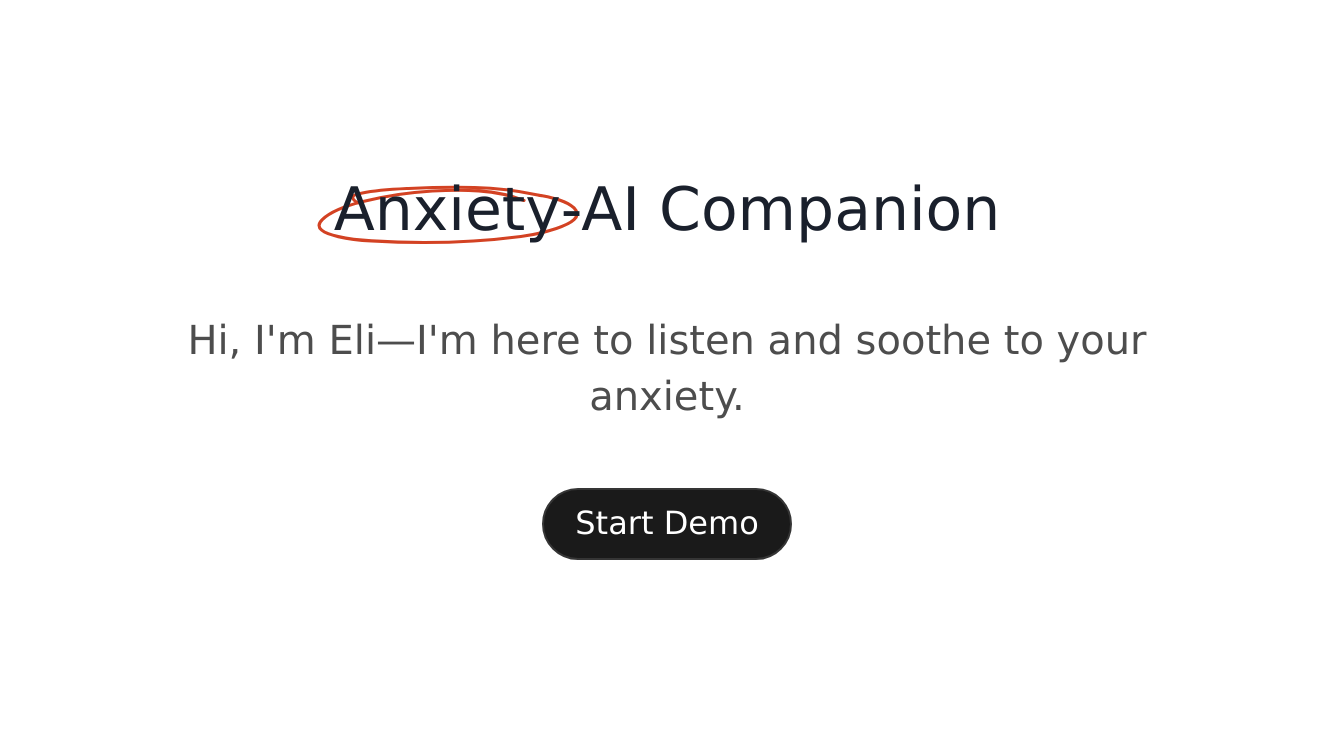 Anxiety-AI Companion
Hi, I'm Eli—I'm here to listen and soothe to your
anxiety.
Start Demo